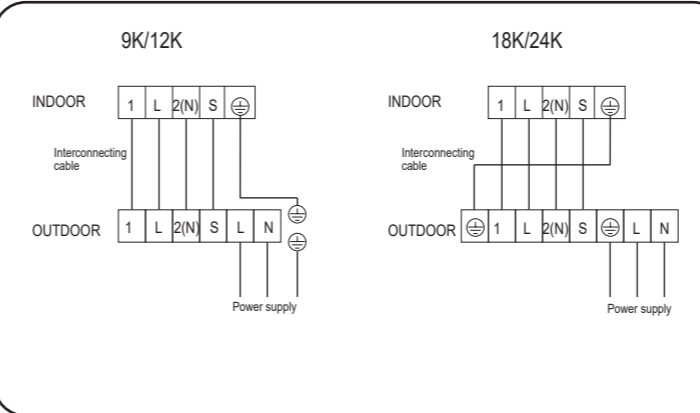 9K/12K
INDOOR
1 L 2(N) S
Interconnecting
cable
OUTDOOR
1 L 2(N) S L N
Power supply
18K/24K
INDOOR
1 L 2(N) S
Interconnecting
cable
OUTDOOR
1 L 2(N) S L N
Power supply